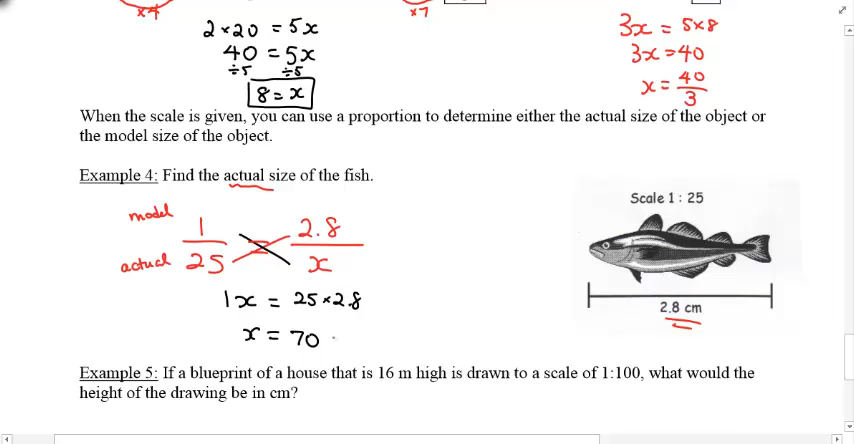 ×4
2 × 20 = 5x
40 = 5x
÷5 ÷5
8 = x
×7
3x = 5 × 8
3x = 40
x = 40/3
When the scale is given, you can use a proportion to determine either the actual size of the object or
the model size of the object.
Example 4: Find the actual size of the fish.
model 1 = 2.8
actual 25 x
1x = 25 × 2.8
x = 70
Scale 1 : 25
2.8 cm
Example 5: If a blueprint of a house that is 16 m high is drawn to a scale of 1:100, what would the
height of the drawing be in cm?